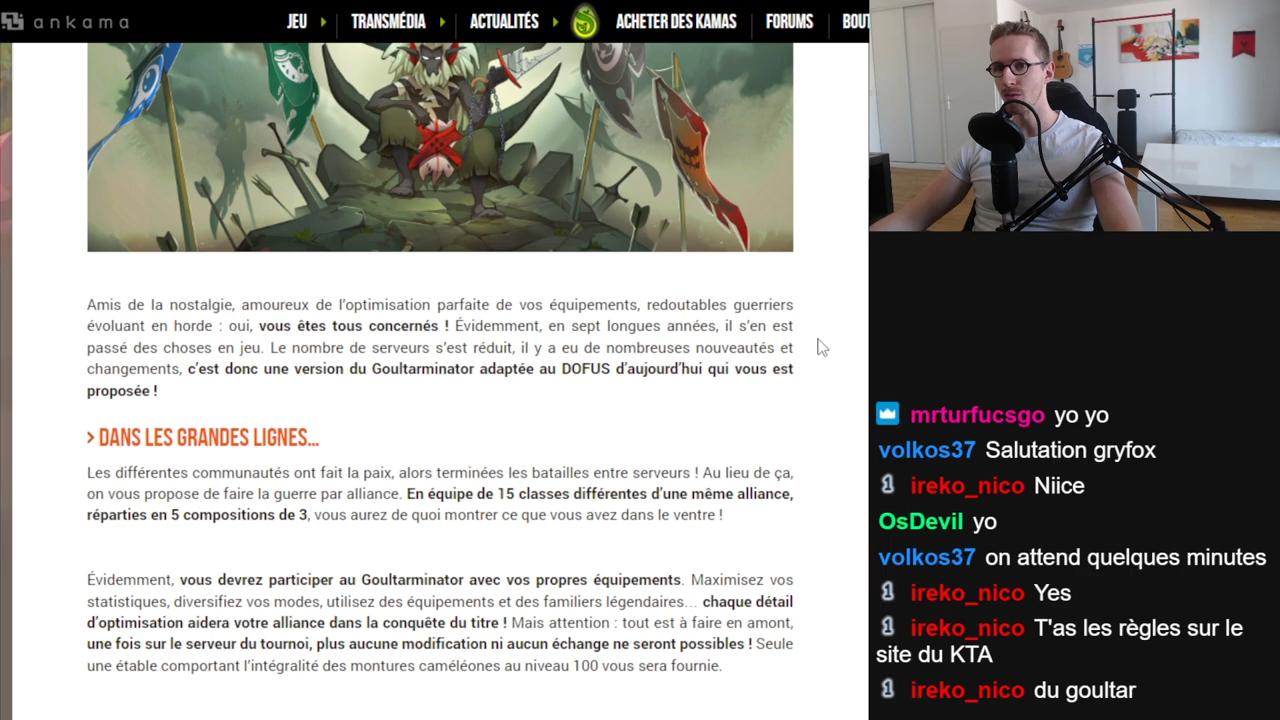 ankama
JEU
TRANSMÉDIA
ACTUALITÉS
ACHETER DES KAMAS
FORUMS
BOUT
Amis de la nostalgie, amoureux de l'optimisation parfaite de vos équipements, redoutables guerriers
évoluant en horde : oui, vous êtes tous concernés ! Évidemment, en sept longues années, il s'en est
passé des choses en jeu. Le nombre de serveurs s'est réduit, il y a eu de nombreuses nouveautés et
changements, c'est donc une version du Goultarminator adaptée au DOFUS d'aujourd'hui qui vous est
proposée !
> DANS LES GRANDES LIGNES...
Les différentes communautés ont fait la paix, alors terminées les batailles entre serveurs ! Au lieu de ça,
on vous propose de faire la guerre par alliance. En équipe de 15 classes différentes d'une même alliance,
réparties en 5 compositions de 3, vous aurez de quoi montrer ce que vous avez dans le ventre !
Évidemment, vous devrez participer au Goultarminator avec vos propres équipements. Maximisez vos
statistiques, diversifiez vos modes, utilisez des équipements et des familiers légendaires... chaque détail
d'optimisation aidera votre alliance dans la conquête du titre ! Mais attention : tout est à faire en amont,
une fois sur le serveur du tournoi, plus aucune modification ni aucun échange ne seront possibles ! Seule
une étable comportant l'intégralité des montures caméléones au niveau 100 vous sera fournie.
mrturfucsgo yo yo
volkos37 Salutation gryfox
1 ireko_nico Niice
OsDevil yo
volkos37 on attend quelques minutes
1 ireko_nico Yes
1 ireko_nico T'as les règles sur le
site du KTA
1 ireko_nico du goultar